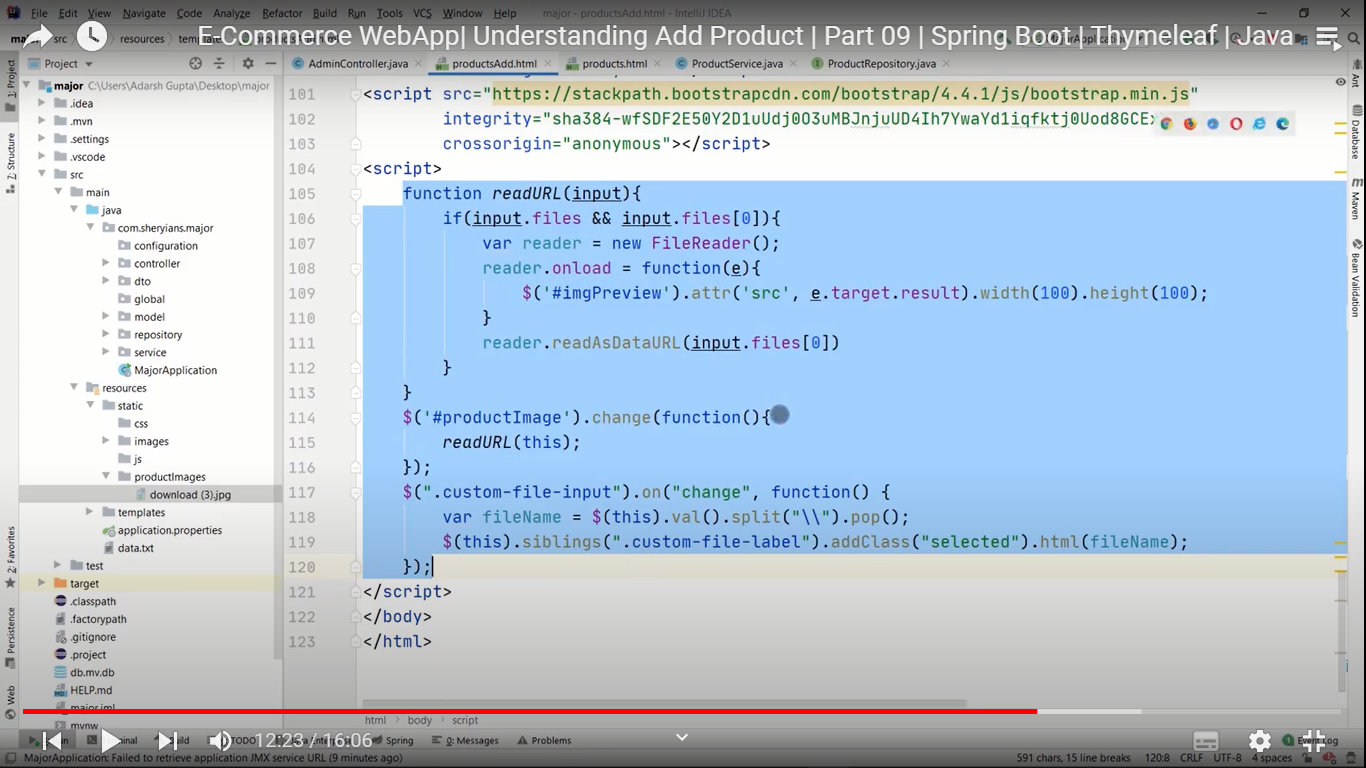 File Edit View Navigate Code Analyze Refactor Build Run Tools VCS Window Help major - productsAdd.html - IntelliJ IDEA
E-Commerce WebApp| Understanding Add Product | Part 09 | Spring Boot | Thymeleaf | Java
src resources
Project AdminController.java productsAdd.html products.html ProductService.java ProductRepository.java
major C:\Users\Adarsh Gupta\Desktop\major
.idea
.mvn
.settings
.vscode
src
main
java
com.sheryians.major
configuration
controller
dto
global
model
repository
service
MajorApplication
resources
static
css
images
js
productImages
download (3).jpg
templates
application.properties
data.txt
test
target
.classpath
.factorypath
.gitignore
.project
db.mv.db
HELP.md
major.iml
mvnw
1: Project
7: Structure
2: Favorites
Persistence
Web
101 <script src="https://stackpath.bootstrapcdn.com/bootstrap/4.4.1/js/bootstrap.min.js"
102 integrity="sha384-wfSDF2E50Y2D1uUdj0O3uMBJnjuUD4Ih7YwaYd1iqfktj0Uod8GCEx
103 crossorigin="anonymous"></script>
104 <script>
105 function readURL(input){
106 if(input.files && input.files[0]){
107 var reader = new FileReader();
108 reader.onload = function(e){
109 $('#imgPreview').attr('src', e.target.result).width(100).height(100);
110 }
111 reader.readAsDataURL(input.files[0])
112 }
113 }
114 $('#productImage').change(function(){
115 readURL(this);
116 });
117 $(".custom-file-input").on("change", function() {
118 var fileName = $(this).val().split("\\").pop();
119 $(this).siblings(".custom-file-label").addClass("selected").html(fileName);
120 });
121 </script>
122 </body>
123 </html>
Ant
Database
Maven
Bean Validation
html body script
12:23 / 16:06
TODO Spring 0: Messages Problems Event Log
MajorApplication: Failed to retrieve application JMX service URL (9 minutes ago) 591 chars, 15 line breaks 120:8 CRLF UTF-8 4 spaces